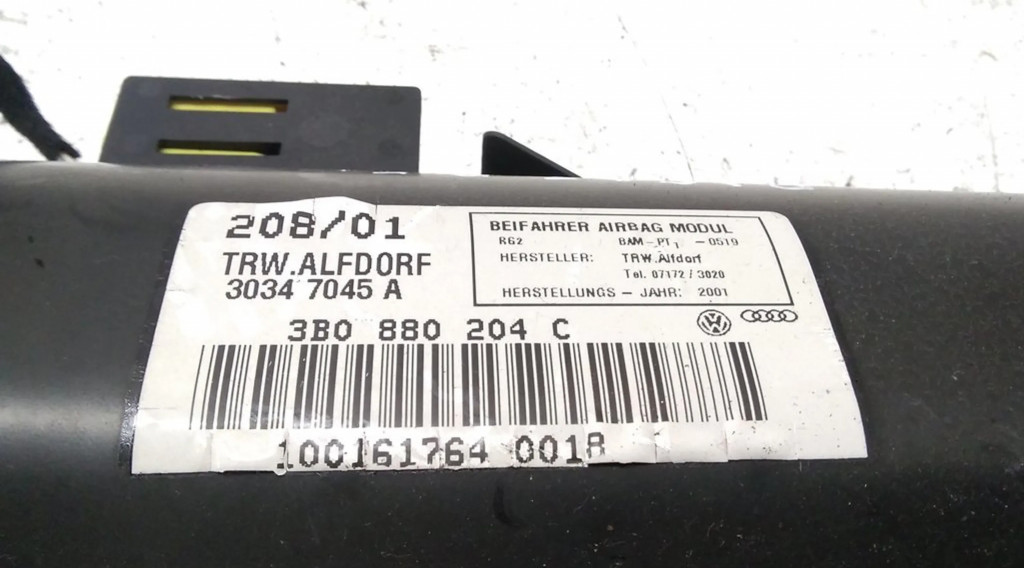 208/01
TRW.ALFDORF
3034 7045 A
BEIFAHRER AIRBAG MODUL
RG2 BAM-PT1 -0519
HERSTELLER: TRW.Alfdorf
Tel. 07172 / 3020
HERSTELLUNGS - JAHR: 2001
3B0 880 204 C
100161764 0018